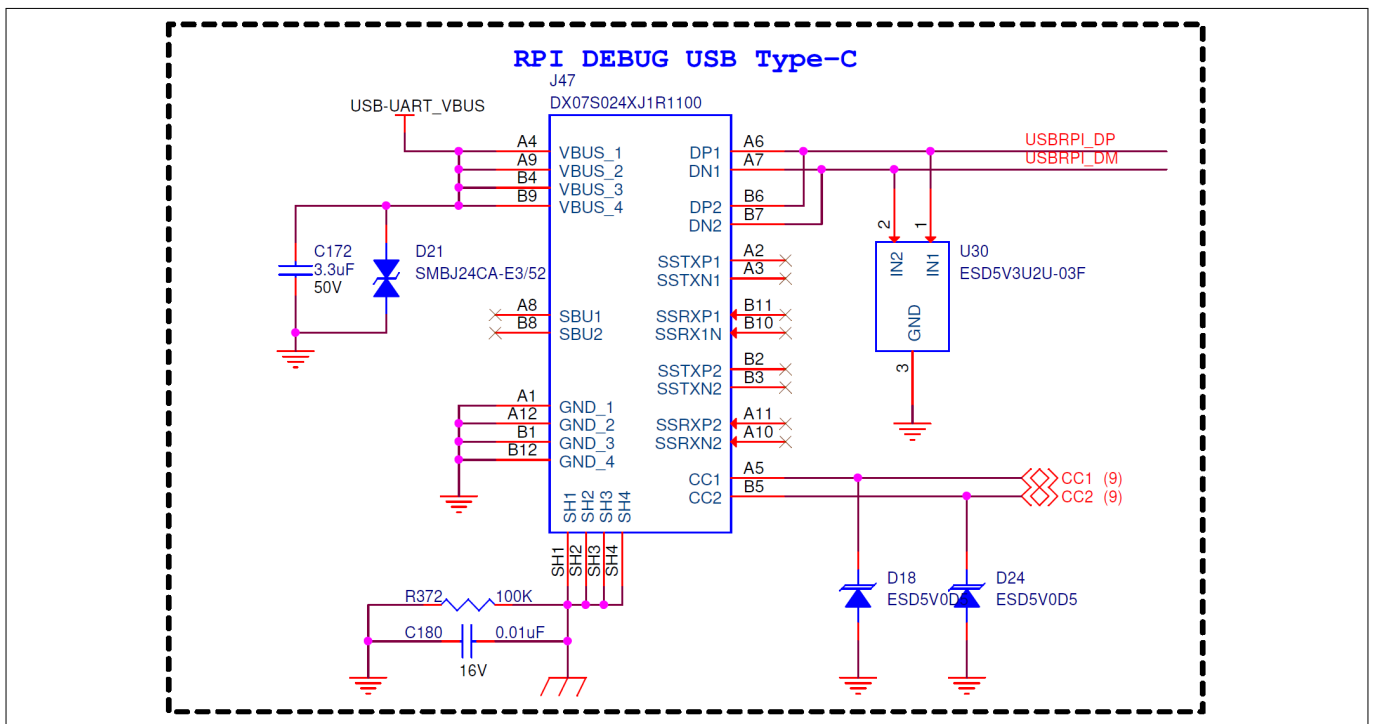 RPI DEBUG USB Type-C
J47
DX07S024XJ1R1100
USB-UART_VBUS
A4 VBUS_1 DP1 A6 USBRPI_DP
A9 VBUS_2 DN1 A7 USBRPI_DM
B4 VBUS_3
B9 VBUS_4 DP2 B6
DN2 B7
C172
3.3uF
50V
D21
SMBJ24CA-E3/52
2 1
IN2 IN1
GND
3
U30
ESD5V3U2U-03F
SSTXP1 A2
SSTXN1 A3
A8 SBU1 SSRXP1 B11
B8 SBU2 SSRX1N B10
SSTXP2 B2
SSTXN2 B3
A1 GND_1
A12 GND_2 SSRXP2 A11
B1 GND_3 SSRXN2 A10
B12 GND_4
CC1 A5 CC1 (9)
CC2 B5 CC2 (9)
SH1 SH2 SH3 SH4
SH1 SH2 SH3 SH4
R372 100K
C180 0.01uF
16V
D18
ESD5V0D
D24
ESD5V0D5